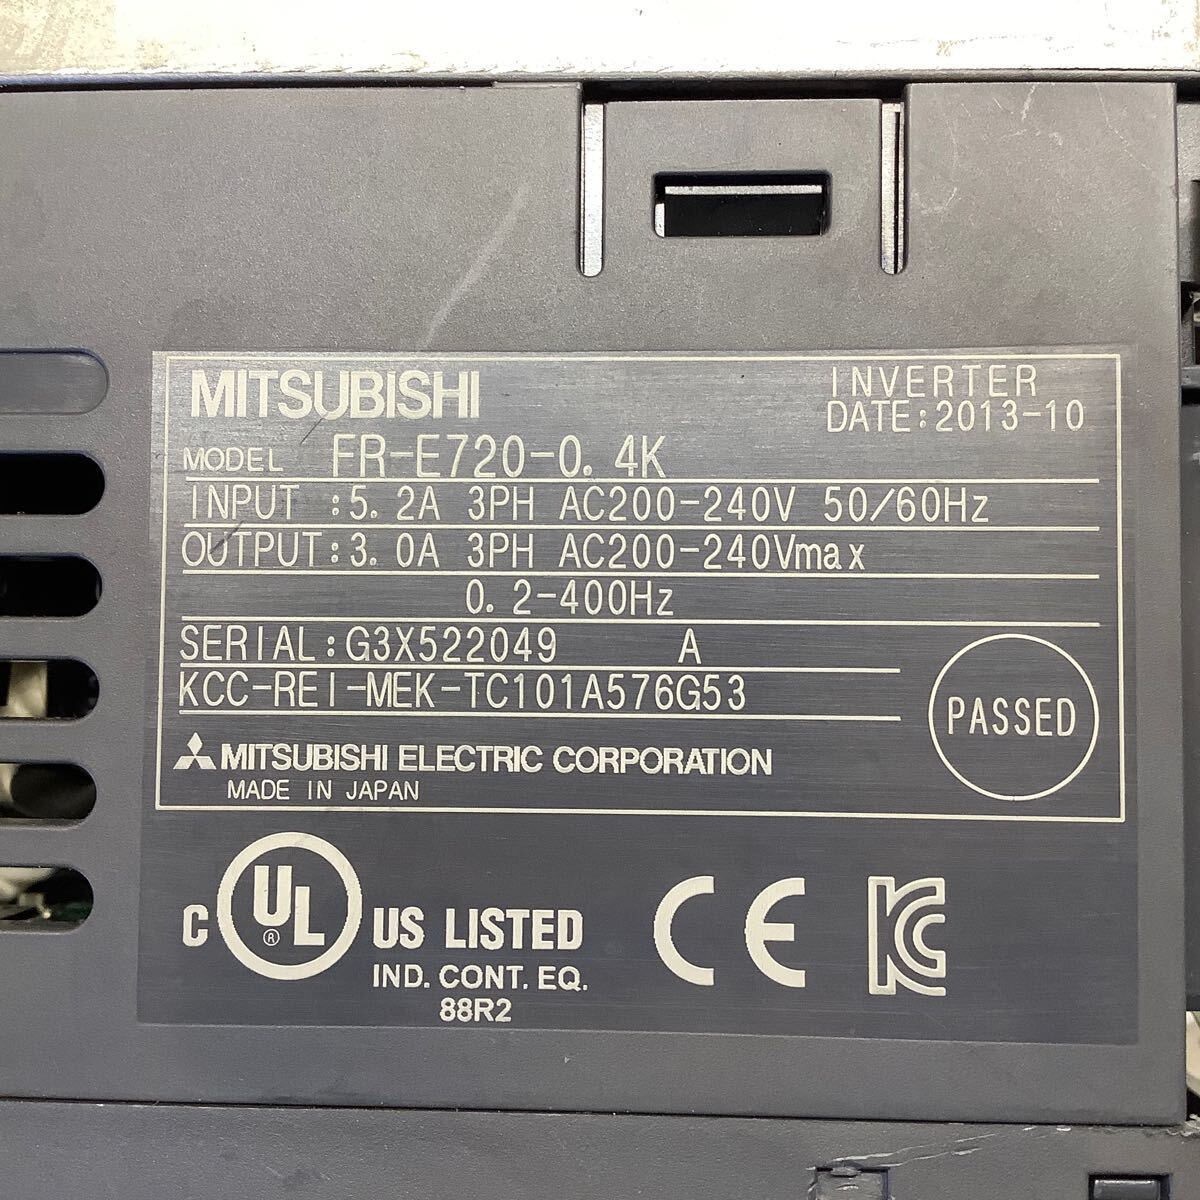 MITSUBISHI
INVERTER
DATE:2013-10
MODEL FR-E720-0.4K
INPUT :5.2A 3PH AC200-240V 50/60Hz
OUTPUT:3.0A 3PH AC200-240Vmax
0.2-400Hz
SERIAL:G3X522049 A
KCC-REI-MEK-TC101A576G53
PASSED
MITSUBISHI ELECTRIC CORPORATION
MADE IN JAPAN
C UL ® US LISTED
IND. CONT. EQ.
88R2
CE
KC